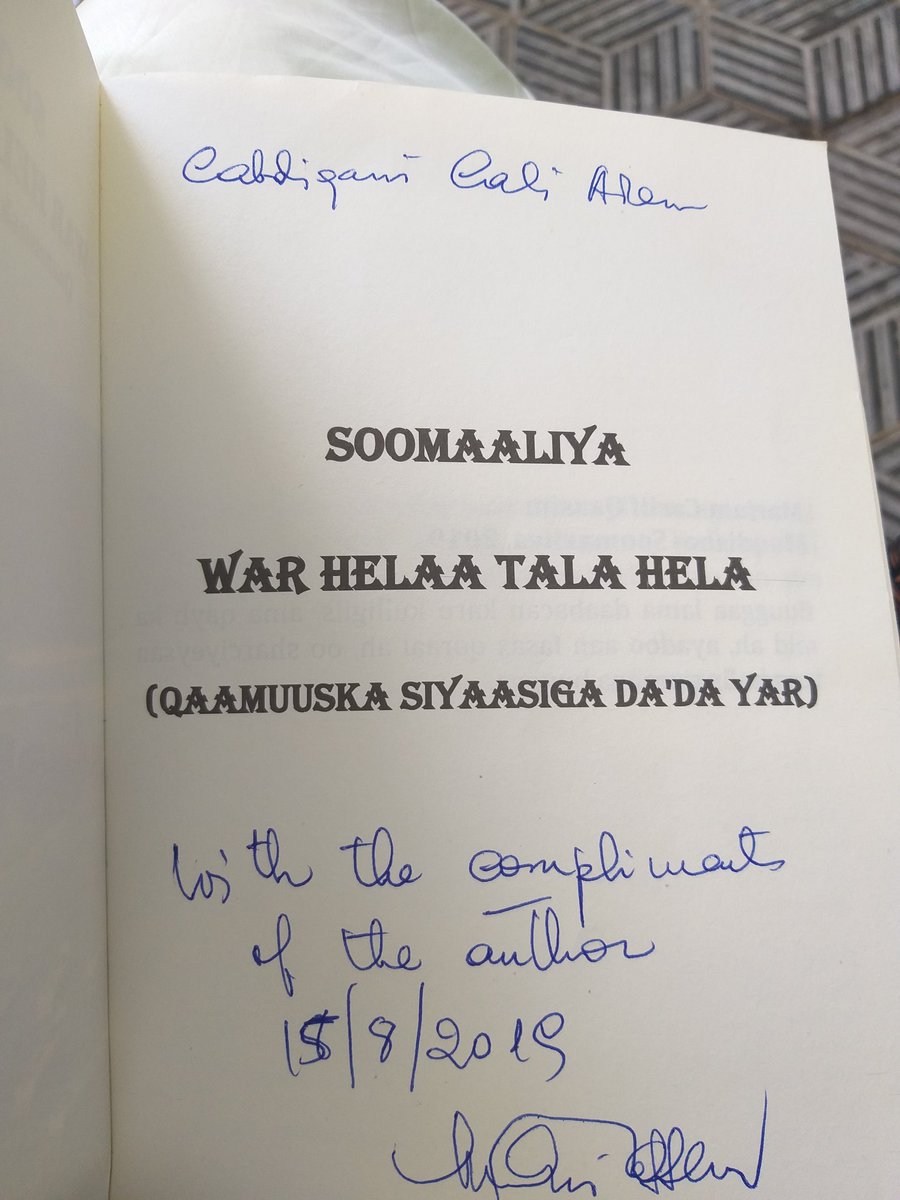 Cabdiqani Cali Aden
SOOMAALIYA
WAR HELAA TALA HELA
(QAAMUUSKA SIYAASIGA DA'DA YAR)
With the compliments
of the author
15/8/2019